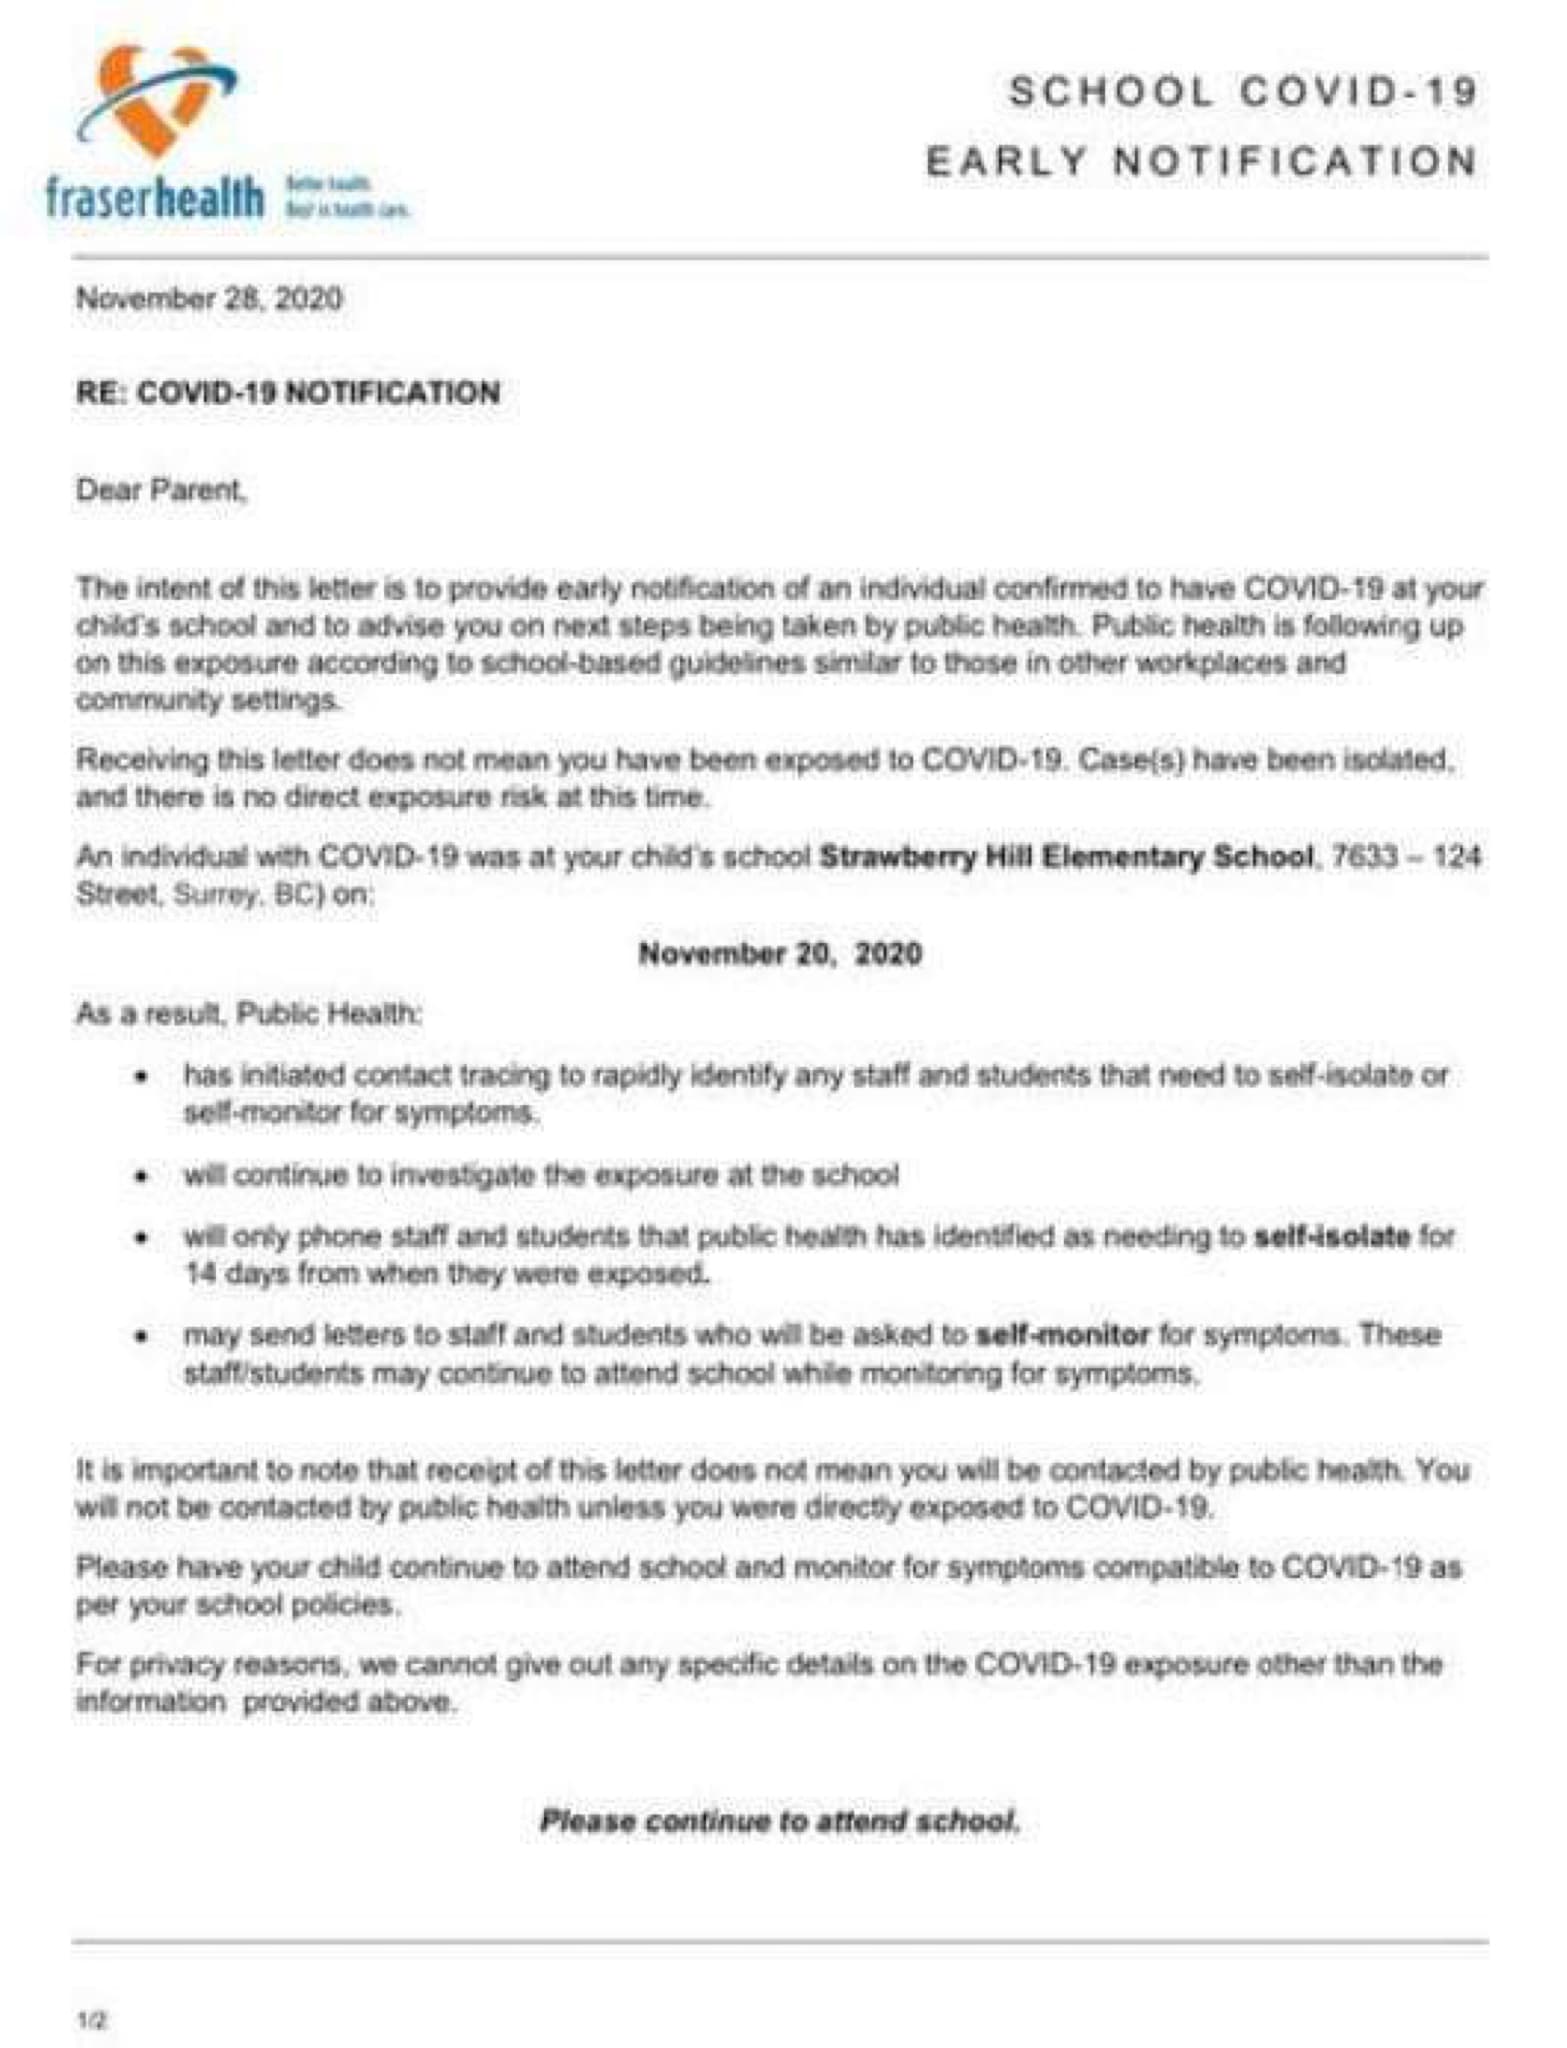 SCHOOL COVID-19
EARLY NOTIFICATION
fraserhealth
Better health.
Best in health care.
November 28, 2020
RE: COVID-19 NOTIFICATION
Dear Parent,
The intent of this letter is to provide early notification of an individual confirmed to have COVID-19 at your
child's school and to advise you on next steps being taken by public health. Public health is following up
on this exposure according to school-based guidelines similar to those in other workplaces and
community settings.
Receiving this letter does not mean you have been exposed to COVID-19. Case(s) have been isolated,
and there is no direct exposure risk at this time.
An individual with COVID-19 was at your child's school Strawberry Hill Elementary School, 7633 – 124
Street, Surrey, BC) on:
November 20, 2020
As a result, Public Health:
• has initiated contact tracing to rapidly identify any staff and students that need to self-isolate or
self-monitor for symptoms.
• will continue to investigate the exposure at the school
• will only phone staff and students that public health has identified as needing to self-isolate for
14 days from when they were exposed.
• may send letters to staff and students who will be asked to self-monitor for symptoms. These
staff/students may continue to attend school while monitoring for symptoms.
It is important to note that receipt of this letter does not mean you will be contacted by public health. You
will not be contacted by public health unless you were directly exposed to COVID-19.
Please have your child continue to attend school and monitor for symptoms compatible to COVID-19 as
per your school policies.
For privacy reasons, we cannot give out any specific details on the COVID-19 exposure other than the
information provided above.
Please continue to attend school.
1/2